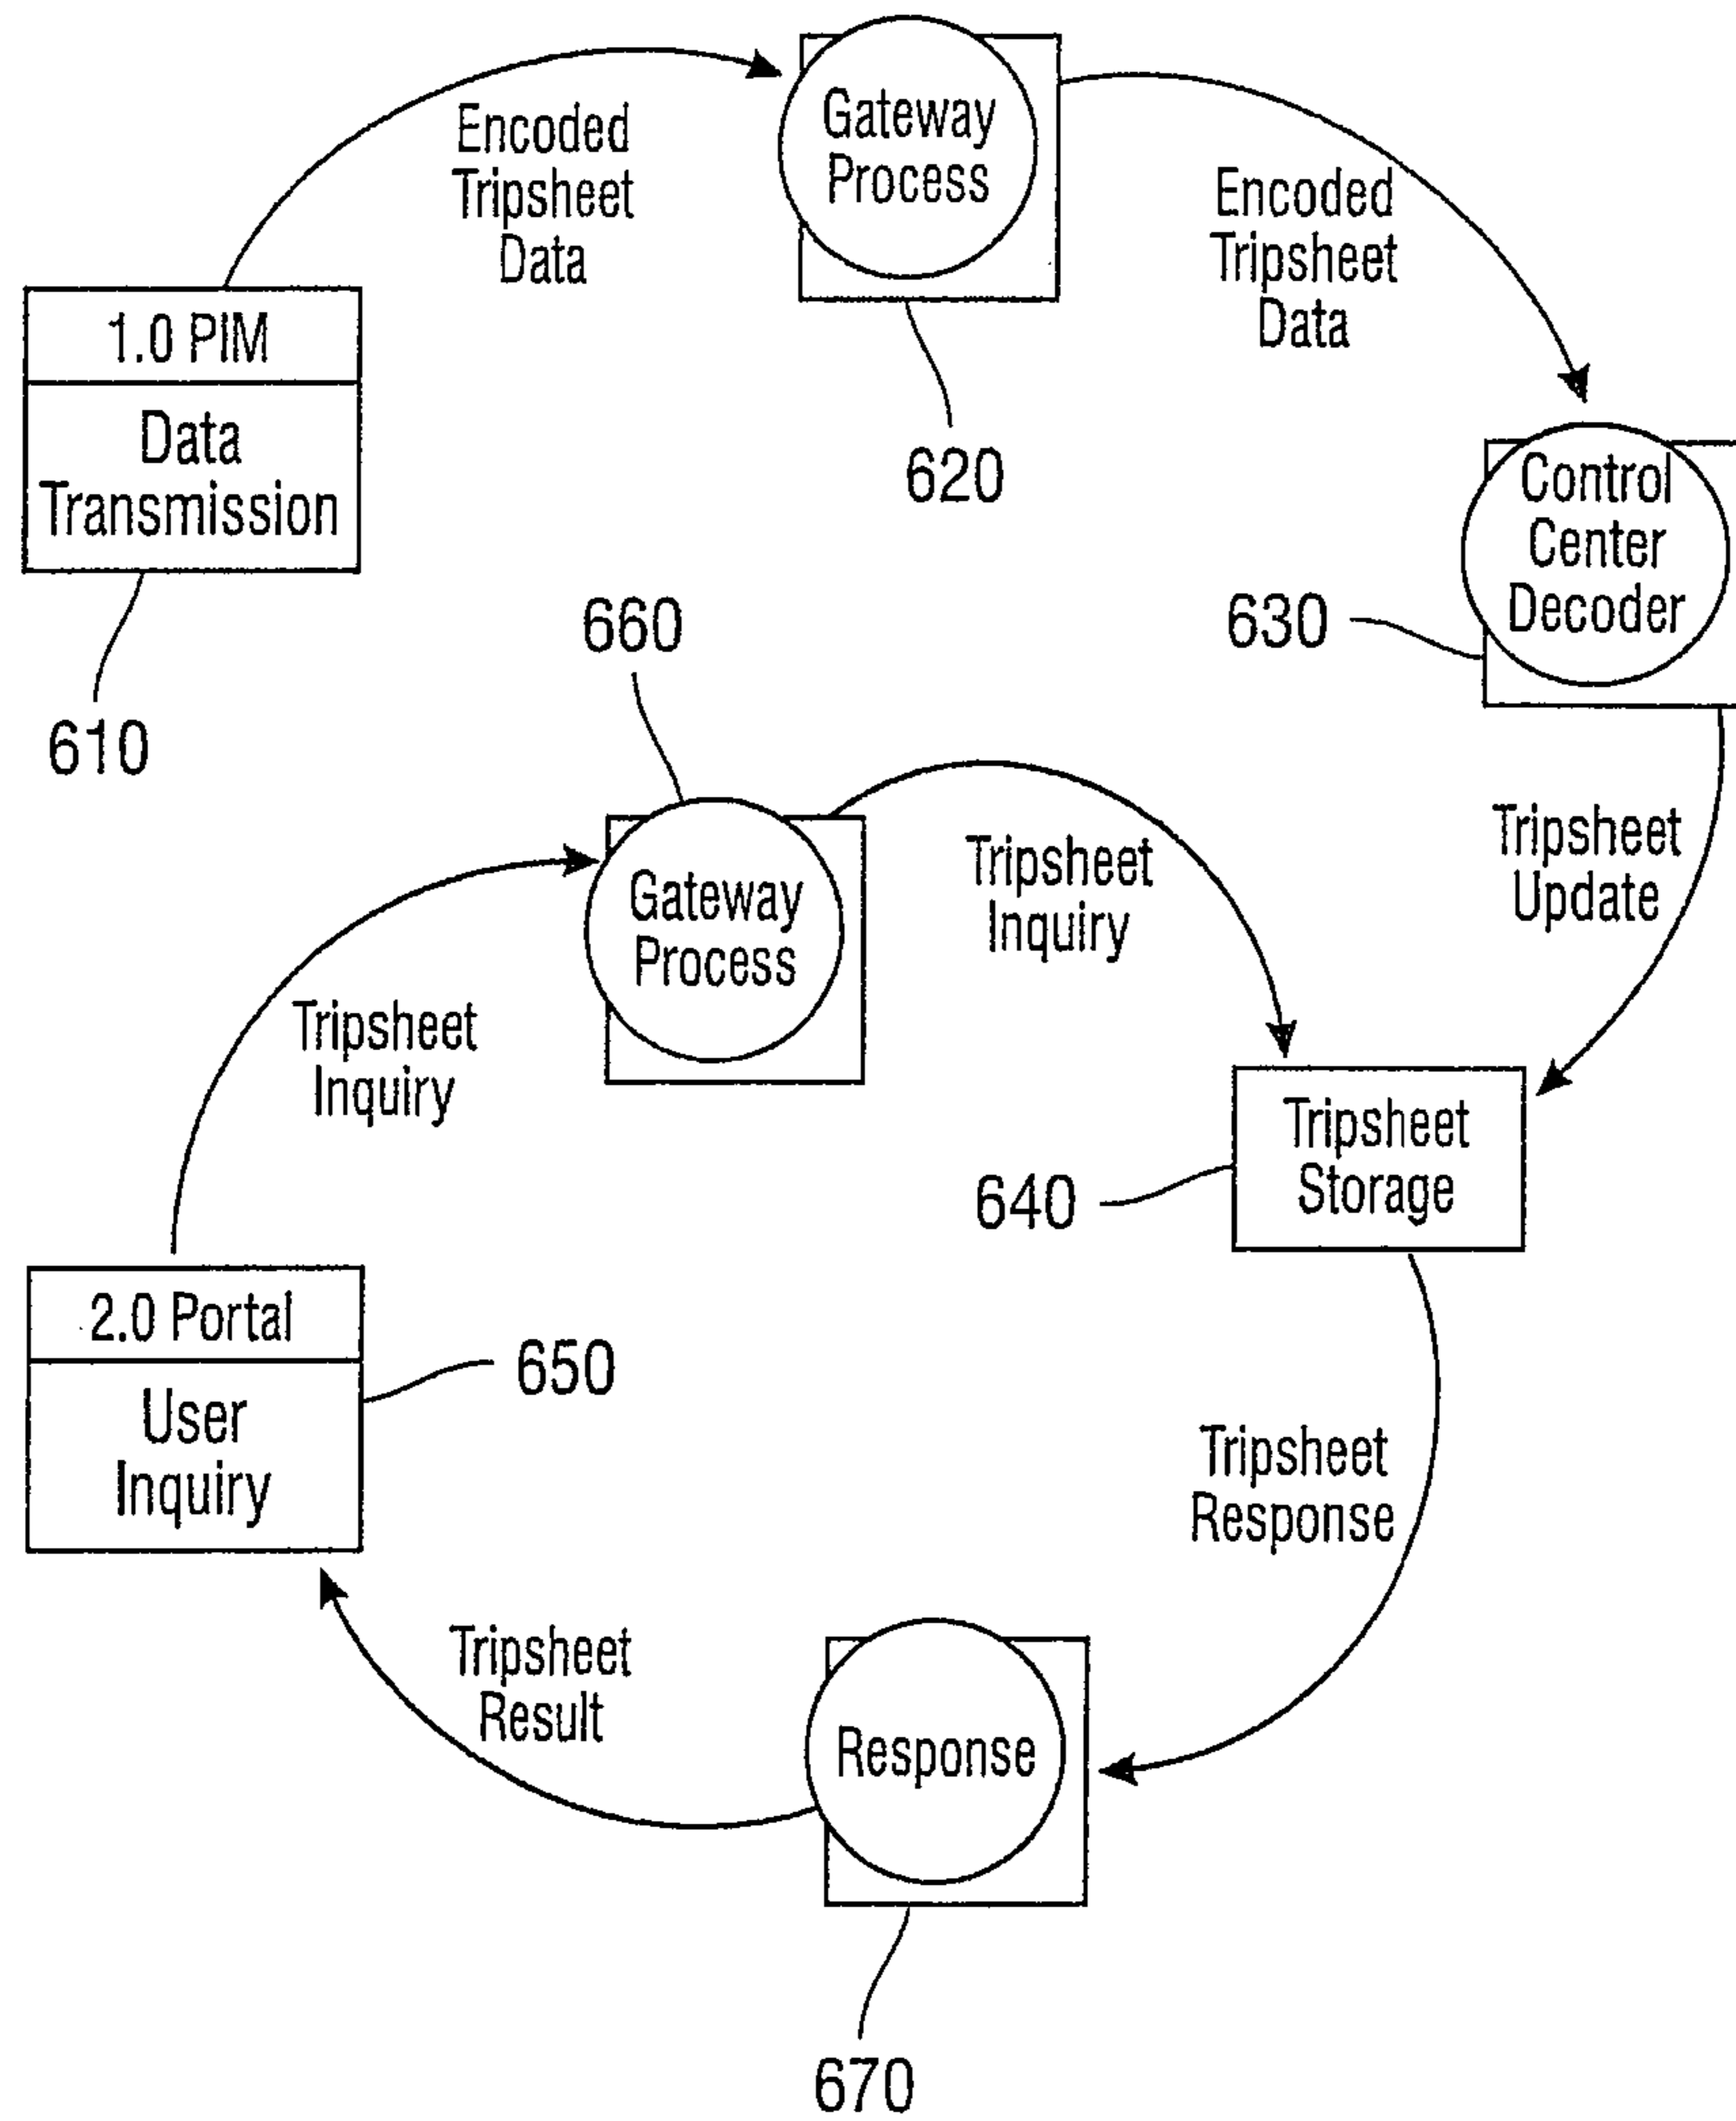 Gateway
Process
Encoded
Tripsheet
Data
Encoded
Tripsheet
Data
1.0 PIM
Data
Transmission
620
Control
Center
Decoder
630
610
660
Tripsheet
Update
Gateway
Process
Tripsheet
Inquiry
Tripsheet
Inquiry
Tripsheet
Storage
640
2.0 Portal
User
Inquiry
650
Tripsheet
Response
Tripsheet
Result
Response
670